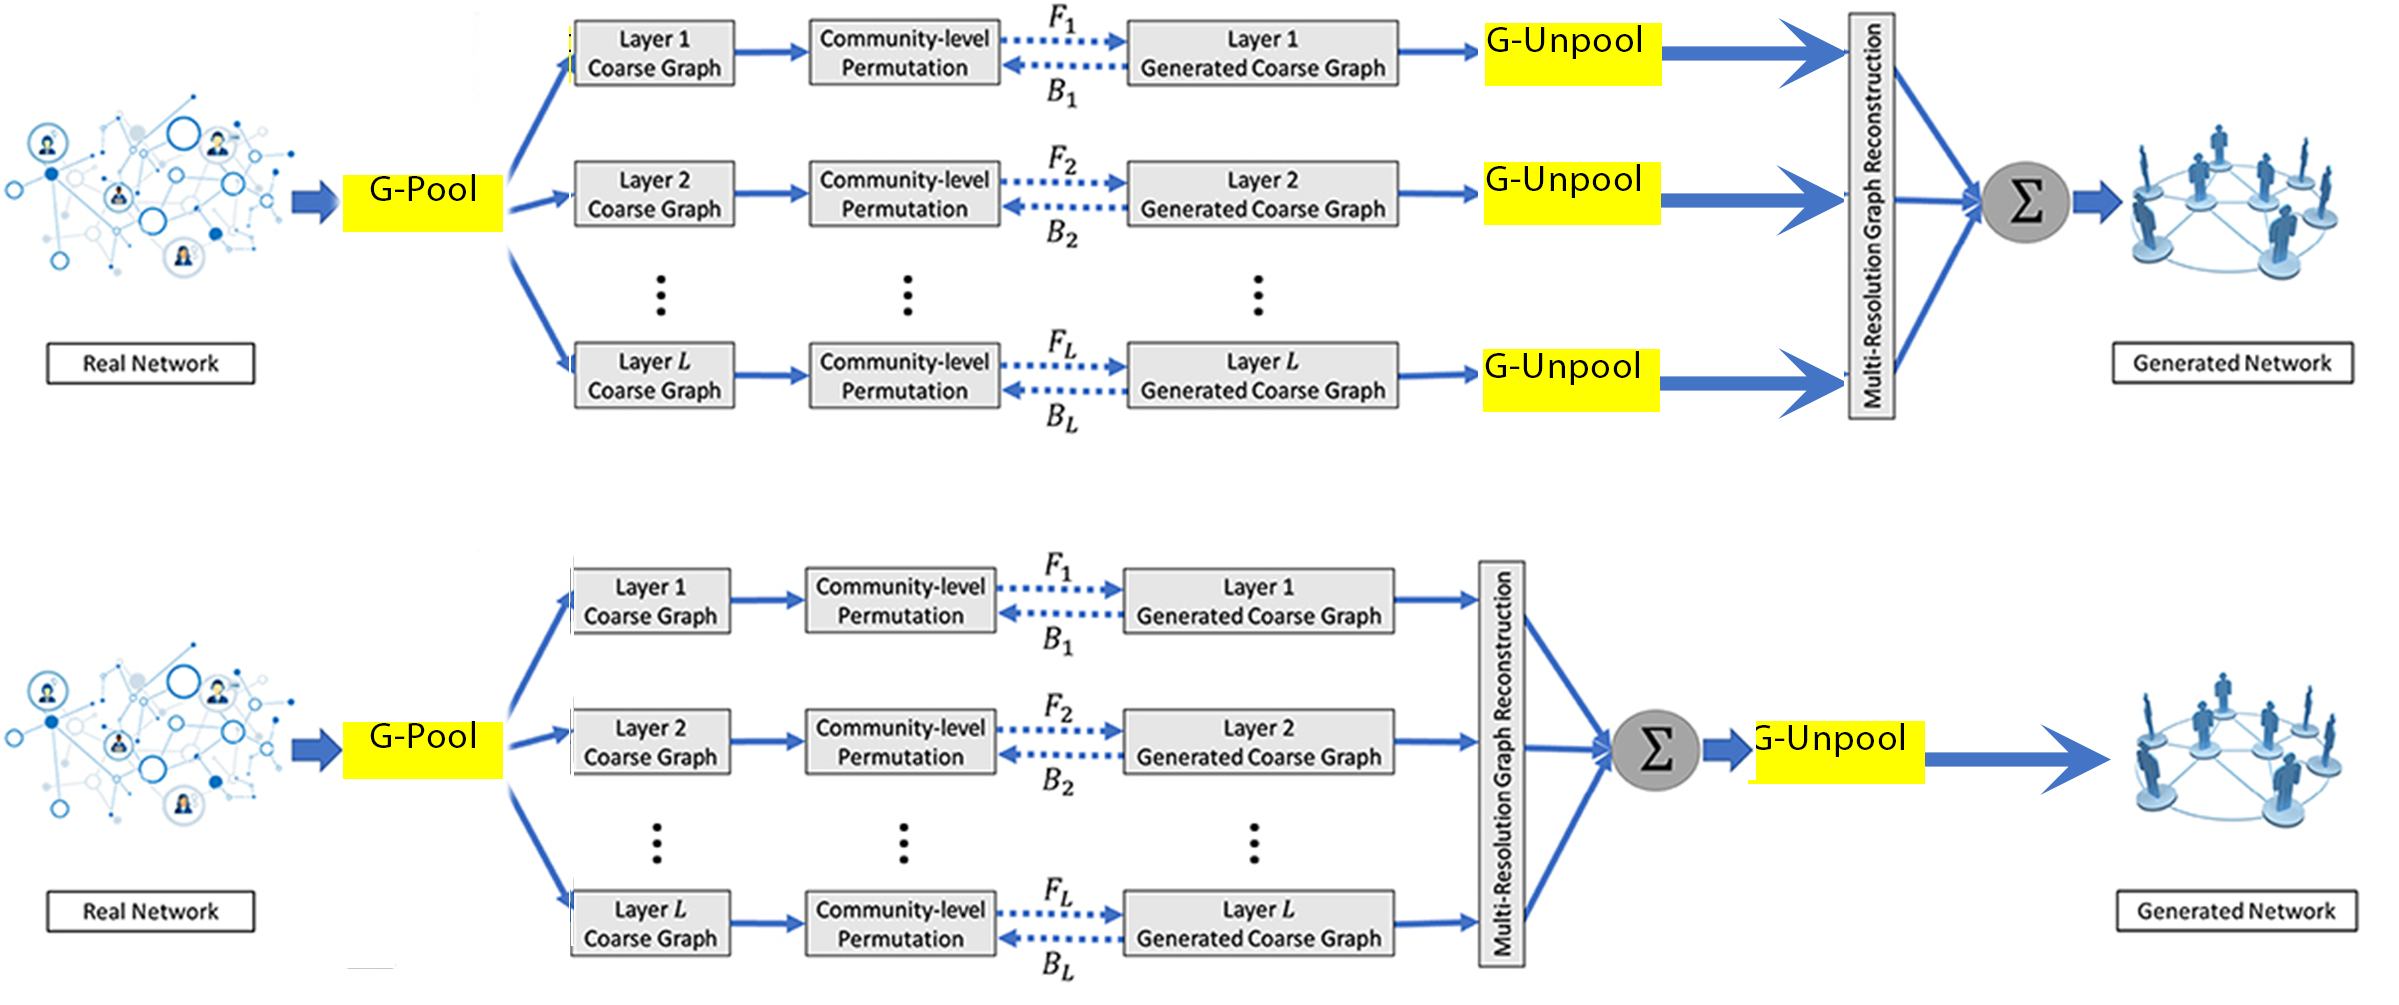 F₁
Layer 1
Coarse Graph
Community-level
Permutation
Layer 1
Generated Coarse Graph
G-Unpool
B₁
F₂
G-Pool
Layer 2
Coarse Graph
Community-level
Permutation
Layer 2
Generated Coarse Graph
G-Unpool
B₂
Multi-Resolution Graph Reconstruction
Σ
F_L
Real Network
Layer L
Coarse Graph
Community-level
Permutation
Layer L
Generated Coarse Graph
G-Unpool
Generated Network
B_L
F₁
Layer 1
Coarse Graph
Community-level
Permutation
Layer 1
Generated Coarse Graph
B₁
F₂
G-Pool
Layer 2
Coarse Graph
Community-level
Permutation
Layer 2
Generated Coarse Graph
B₂
Multi-Resolution Graph Reconstruction
Σ
G-Unpool
F_L
Real Network
Layer L
Coarse Graph
Community-level
Permutation
Layer L
Generated Coarse Graph
Generated Network
B_L